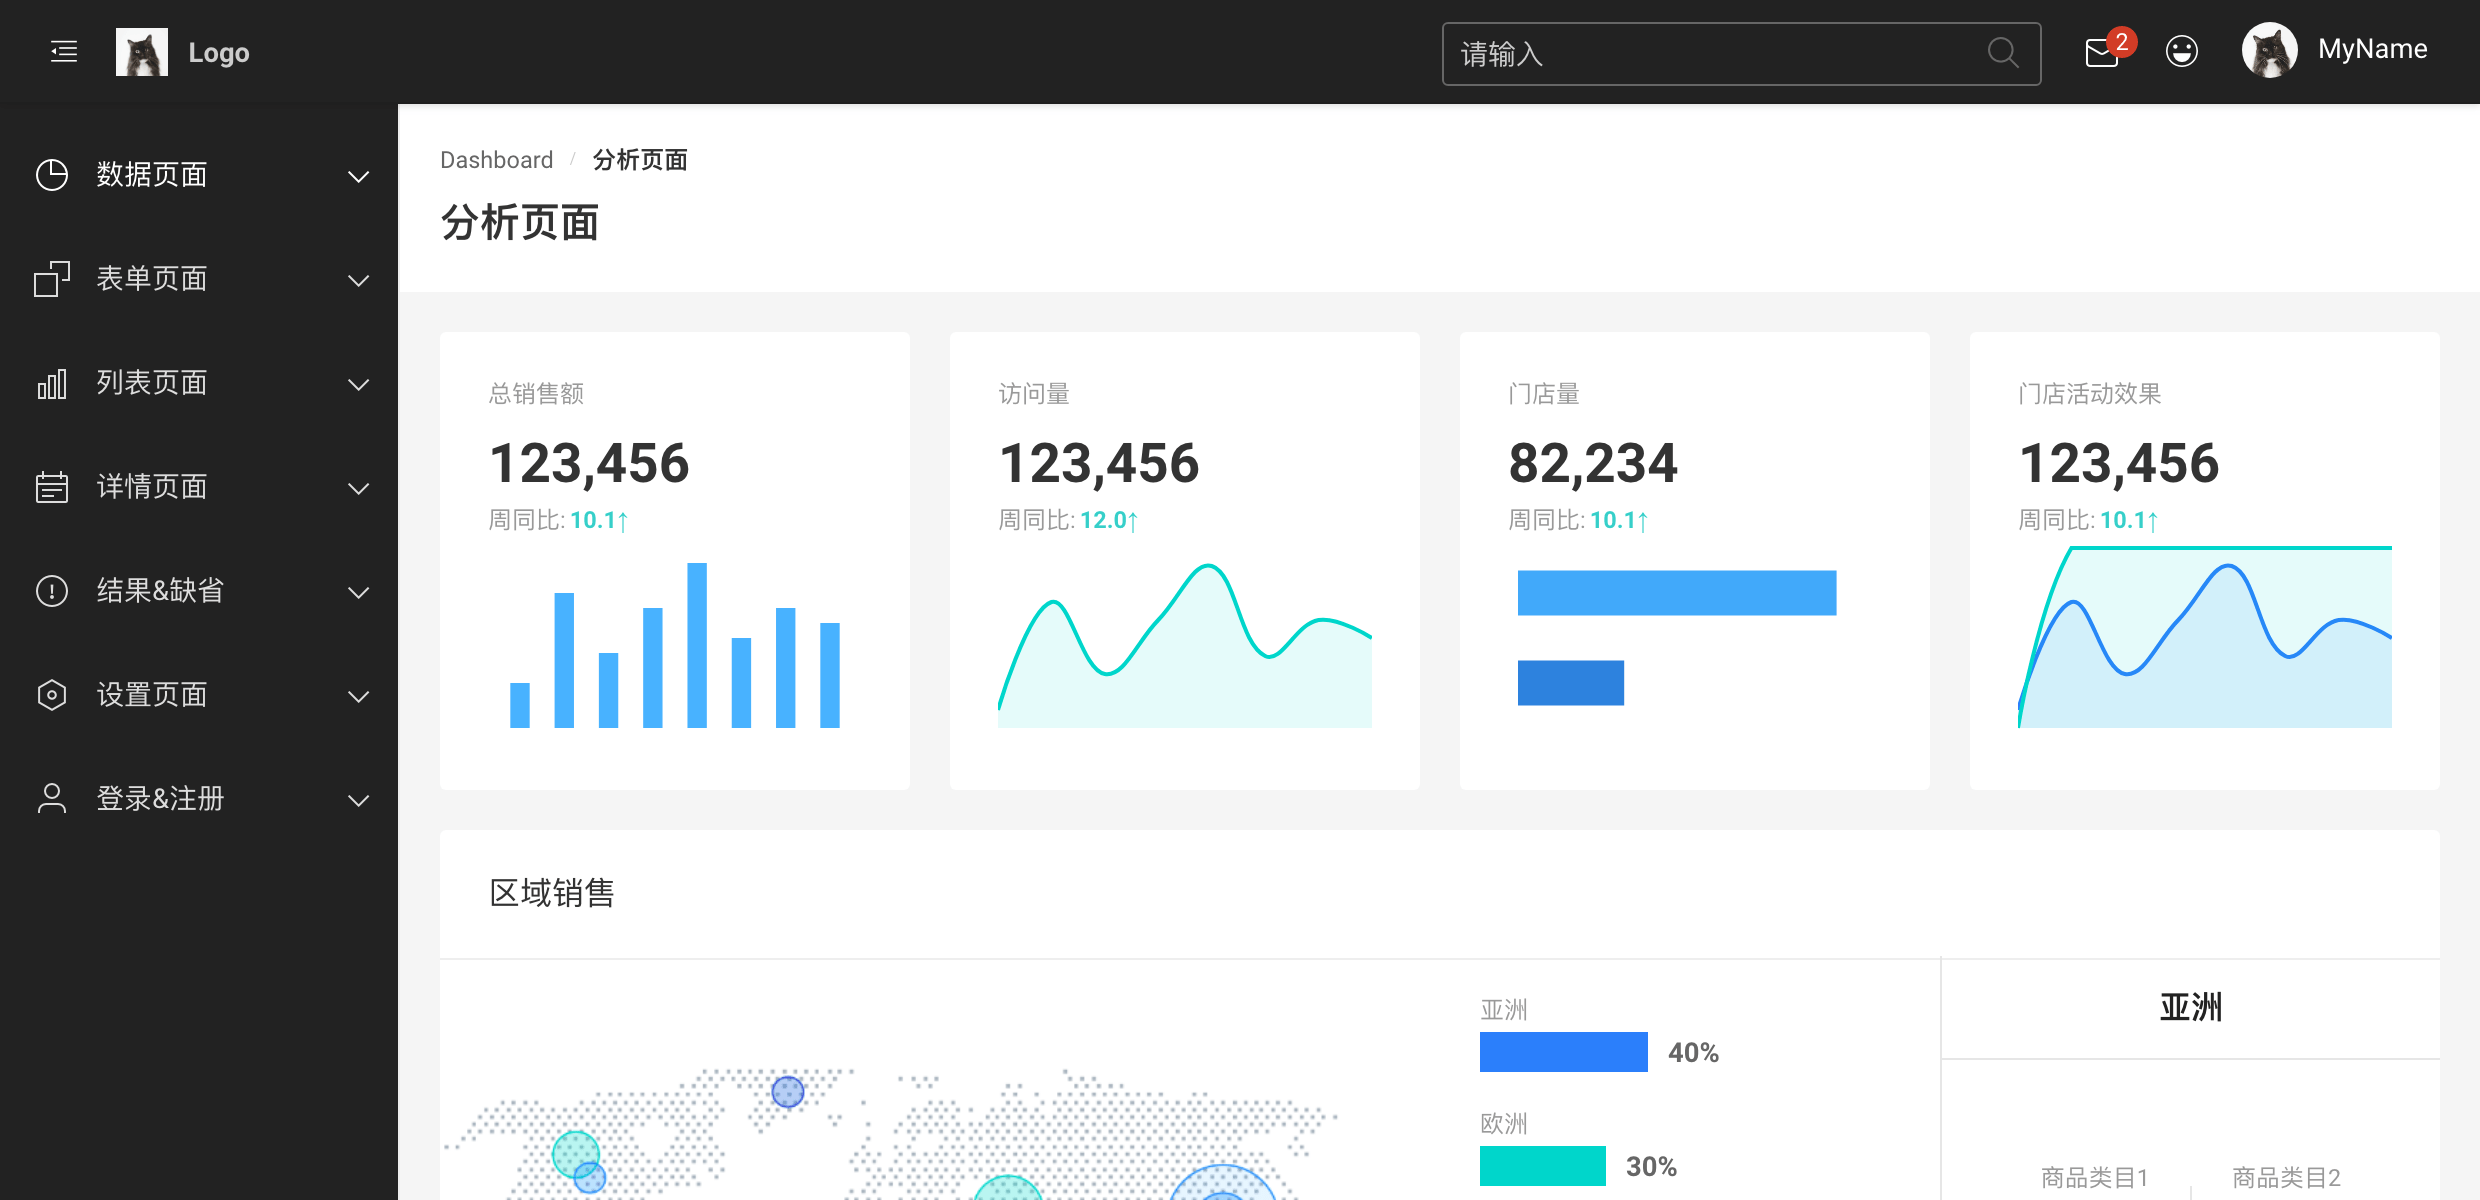 Logo
请输入
2
MyName
数据页面
表单页面
列表页面
详情页面
结果&缺省
设置页面
登录&注册
Dashboard / 分析页面
分析页面
总销售额
123,456
周同比: 10.1↑
访问量
123,456
周同比: 12.0↑
门店量
82,234
周同比: 10.1↑
门店活动效果
123,456
周同比: 10.1↑
区域销售
亚洲
40%
欧洲
30%
亚洲
商品类目1
商品类目2